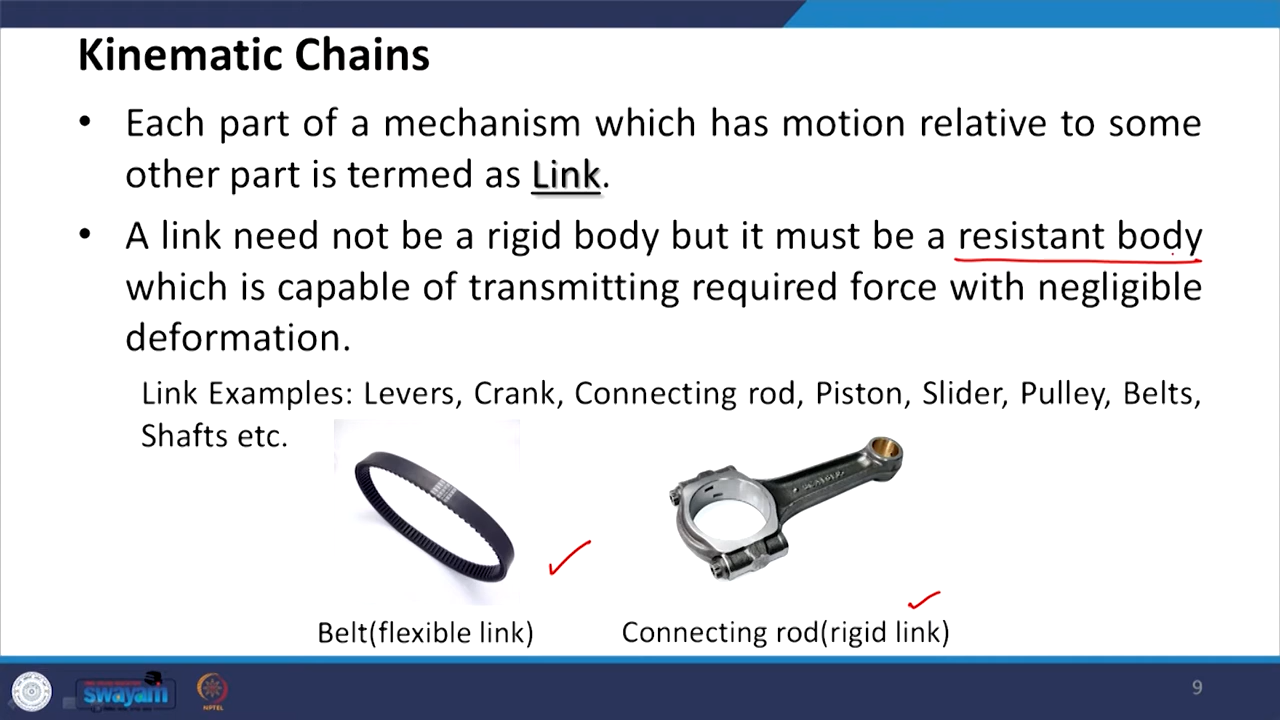 Kinematic Chains
• Each part of a mechanism which has motion relative to some
other part is termed as Link.
• A link need not be a rigid body but it must be a resistant body
which is capable of transmitting required force with negligible
deformation.
Link Examples: Levers, Crank, Connecting rod, Piston, Slider, Pulley, Belts,
Shafts etc.
Belt(flexible link)
Connecting rod(rigid link)
swayam
NPTEL
9